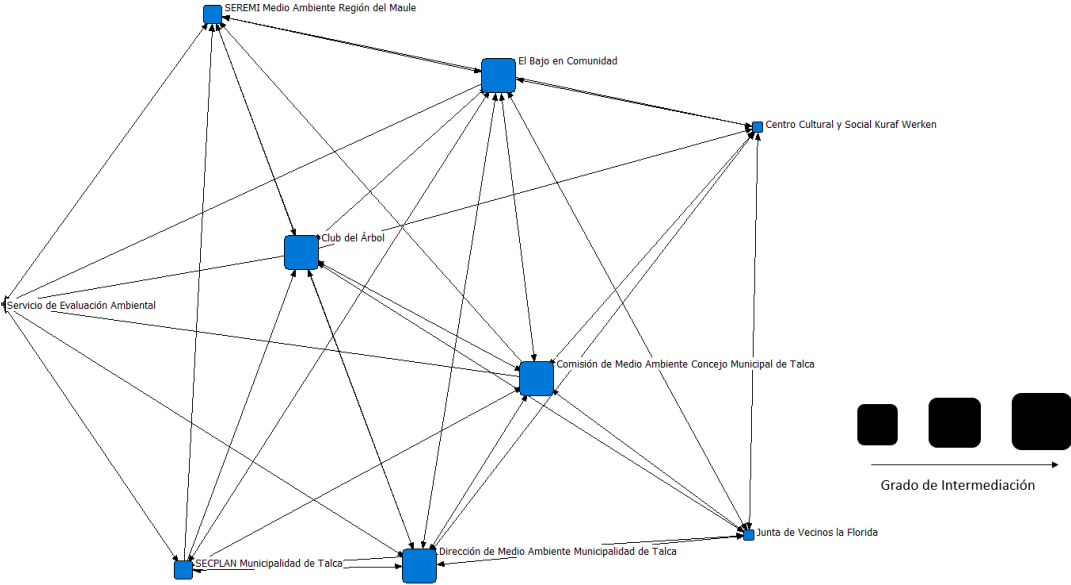 SEREMI Medio Ambiente Región del Maule
El Bajo en Comunidad
Centro Cultural y Social Kuraf Werken
Club del Árbol
Servicio de Evaluación Ambiental
Comisión de Medio Ambiente Concejo Municipal de Talca
Grado de Intermediación
Junta de Vecinos la Florida
Dirección de Medio Ambiente Municipalidad de Talca
SECPLAN Municipalidad de Talca